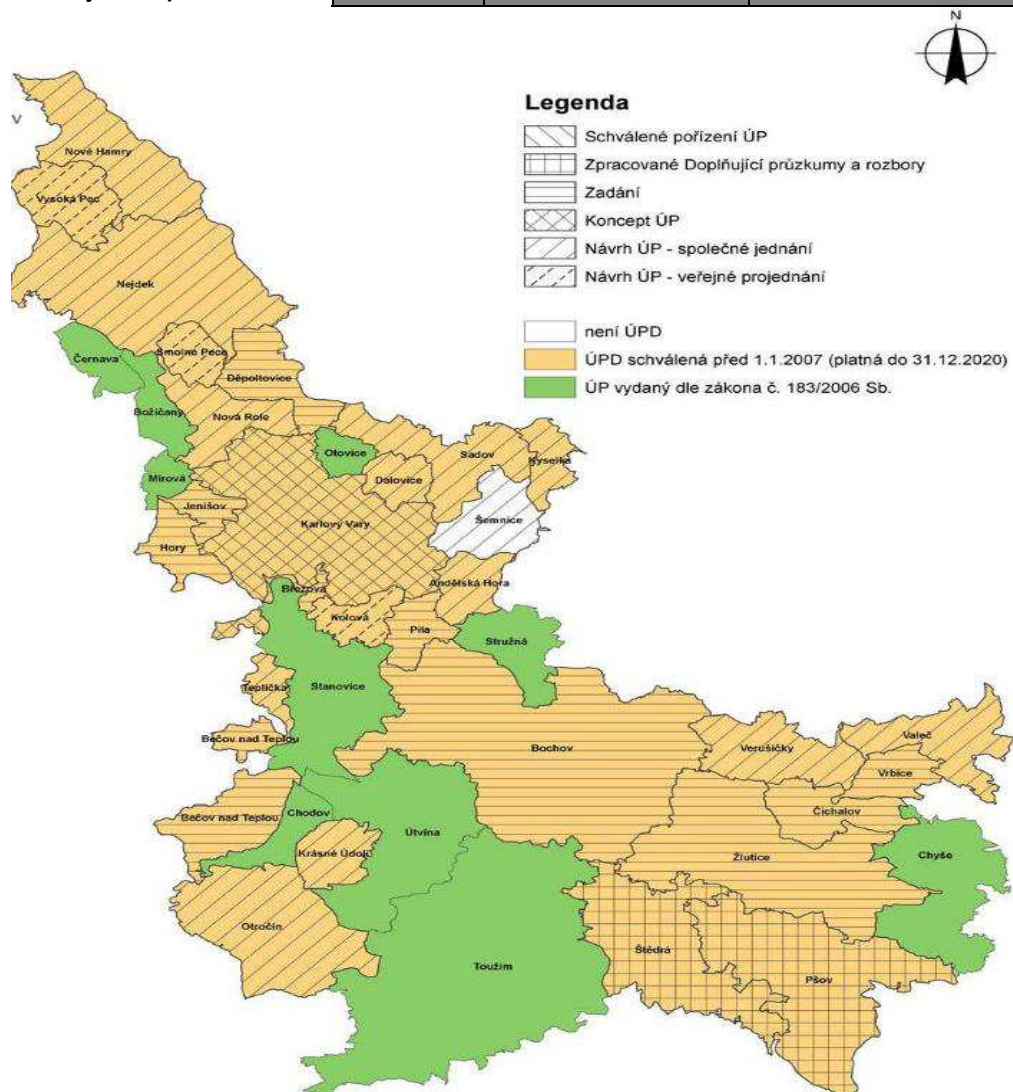 N
V
Legenda
Schválené pořízení ÚP
Zpracované Doplňující průzkumy a rozbory
Zadání
Koncept ÚP
Návrh ÚP - společné jednání
Návrh ÚP - veřejné projednání
není ÚPD
ÚPD schválená před 1.1.2007 (platná do 31.12.2020)
ÚP vydaný dle zákona č. 183/2006 Sb.
Nové Hamry
Vysoká Pec
Nejdek
Černava
Smolné Pece
Děpoltovice
Božičany
Nová Role
Otovice
Sadov
Kyselka
Mírová
Dalovice
Jenišov
Karlovy Vary
Šemnice
Hory
Andělská Hora
Březová
Kolová
Pila
Stružná
Stanovice
Teplička
Bečov nad Teplou
Bochov
Verušičky
Valeč
Vrbice
Čichalov
Bečov nad Teplou
Chodov
Útvina
Krásné Údolí
Žlutice
Chyše
Otročín
Štědrá
Toužim
Pšov